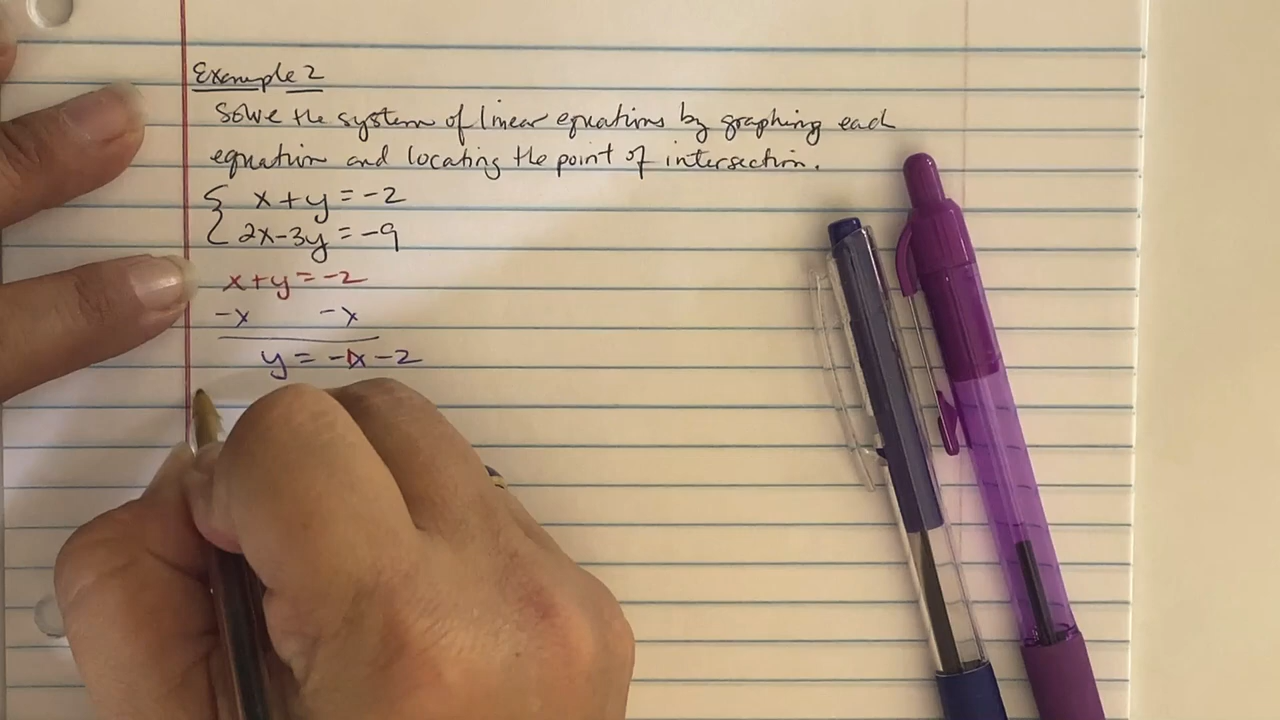 Example 2
Solve the system of linear equations by graphing each
equation and locating the point of intersection.
{ x+y=-2
2x-3y=-9
x+y=-2
-x -x
y=-1x-2